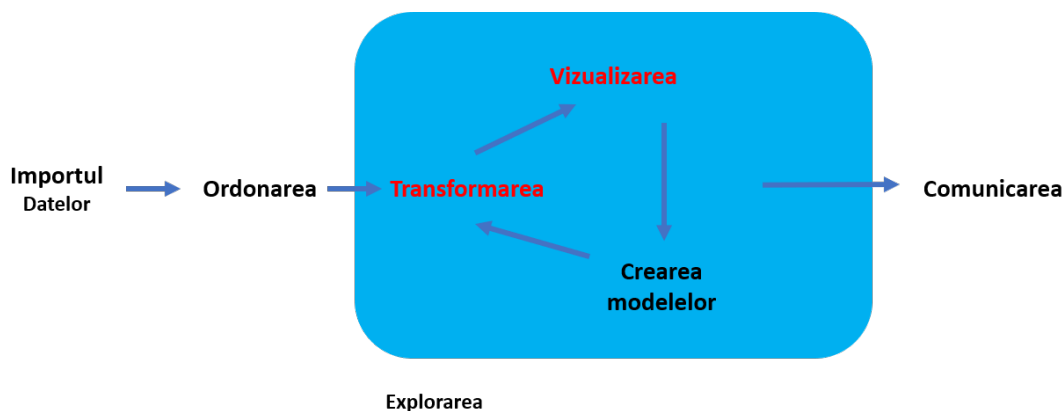 Vizualizarea
Importul
Datelor
Ordonarea
Transformarea
Comunicarea
Crearea
modelelor
Explorarea